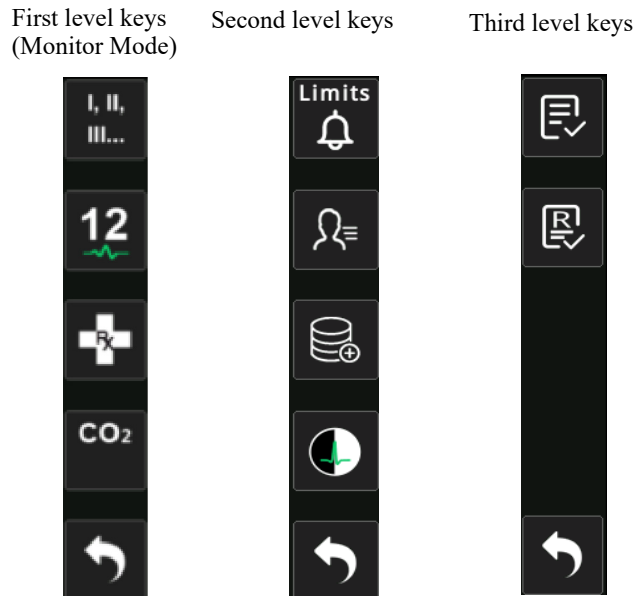 First level keys
(Monitor Mode)
Second level keys
Third level keys
I, II,
III...
12
Rx
CO₂
Limits
R